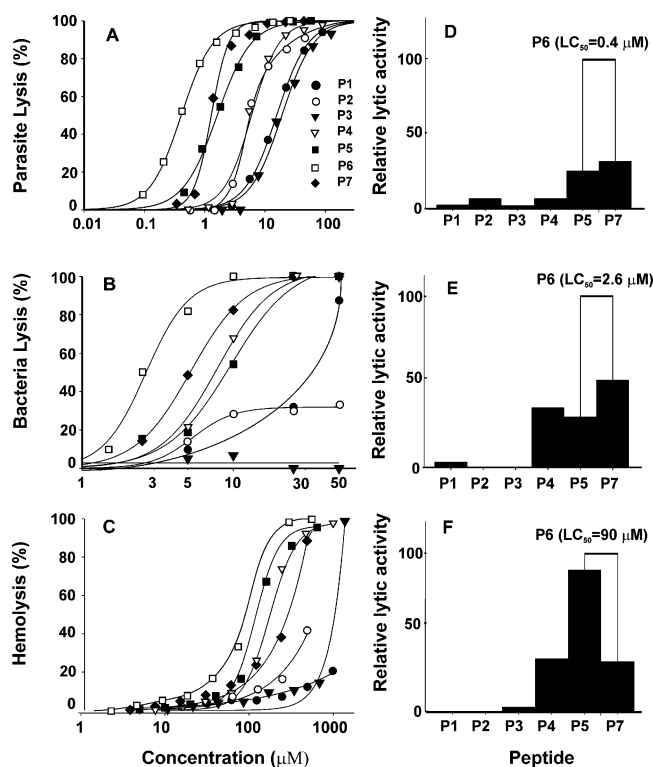 A
Parasite Lysis (%)
100
80
60
40
20
0
0.01 0.1 1 10 100
P1
P2
P3
P4
P5
P6
P7
D
P6 (LC50=0.4 μM)
Relative lytic activity
100
50
0
P1 P2 P3 P4 P5 P7
B
Bacteria Lysis (%)
100
80
60
40
20
0
1 3 5 10 30 50
E
P6 (LC50=2.6 μM)
Relative lytic activity
100
50
0
P1 P2 P3 P4 P5 P7
C
Hemolysis (%)
100
80
60
40
20
0
1 10 100 1000
Concentration (μM)
F
P6 (LC50=90 μM)
Relative lytic activity
100
50
0
P1 P2 P3 P4 P5 P7
Peptide